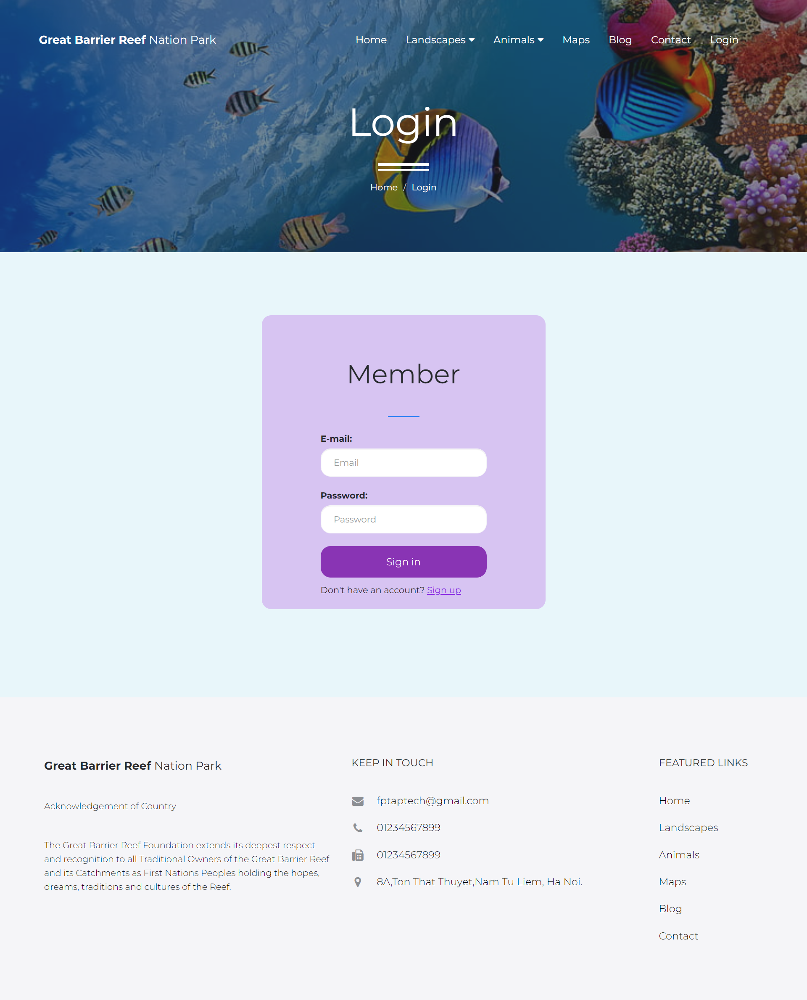 Great Barrier Reef Nation Park
Home Landscapes Animals Maps Blog Contact Login
Login
Home / Login
Member
E-mail:
Email
Password:
Password
Sign in
Don't have an account? Sign up
Great Barrier Reef Nation Park
Acknowledgement of Country
The Great Barrier Reef Foundation extends its deepest respect
and recognition to all Traditional Owners of the Great Barrier Reef
and its Catchments as First Nations Peoples holding the hopes,
dreams, traditions and cultures of the Reef.
KEEP IN TOUCH
fptaptech@gmail.com
01234567899
01234567899
8A,Ton That Thuyet,Nam Tu Liem, Ha Noi.
FEATURED LINKS
Home
Landscapes
Animals
Maps
Blog
Contact